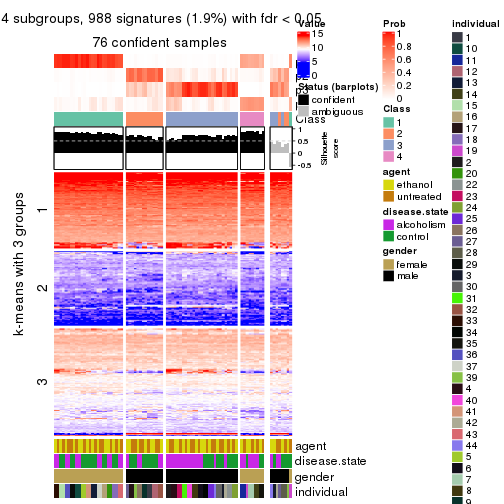 4 subgroups, 988 signatures (1.9%) with fdr < 0.05
76 confident samples
k-means with 3 groups
1
2
3
p3
Class
1
0.5
0
-0.5
Silhouette
score
agent
disease.state
gender
individual
Value
15
10
5
0
Status (barplots)
confident
ambiguous
Prob
1
0.8
0.6
0.4
0.2
0
Class
1
2
3
4
agent
ethanol
untreated
disease.state
alcoholism
control
gender
female
male
individual
1
10
11
12
13
14
15
16
17
18
19
2
20
22
23
24
25
26
27
28
29
3
30
31
32
33
34
35
36
37
39
4
40
41
42
43
44
5
6
7
8
9